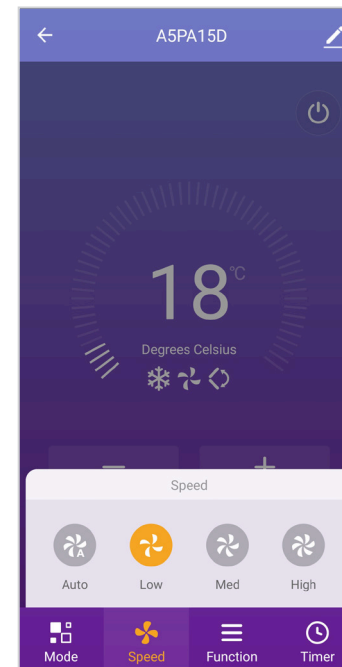 A5PA15D
18°C
Degrees Celsius
Speed
Auto Low Med High
Mode Speed Function Timer